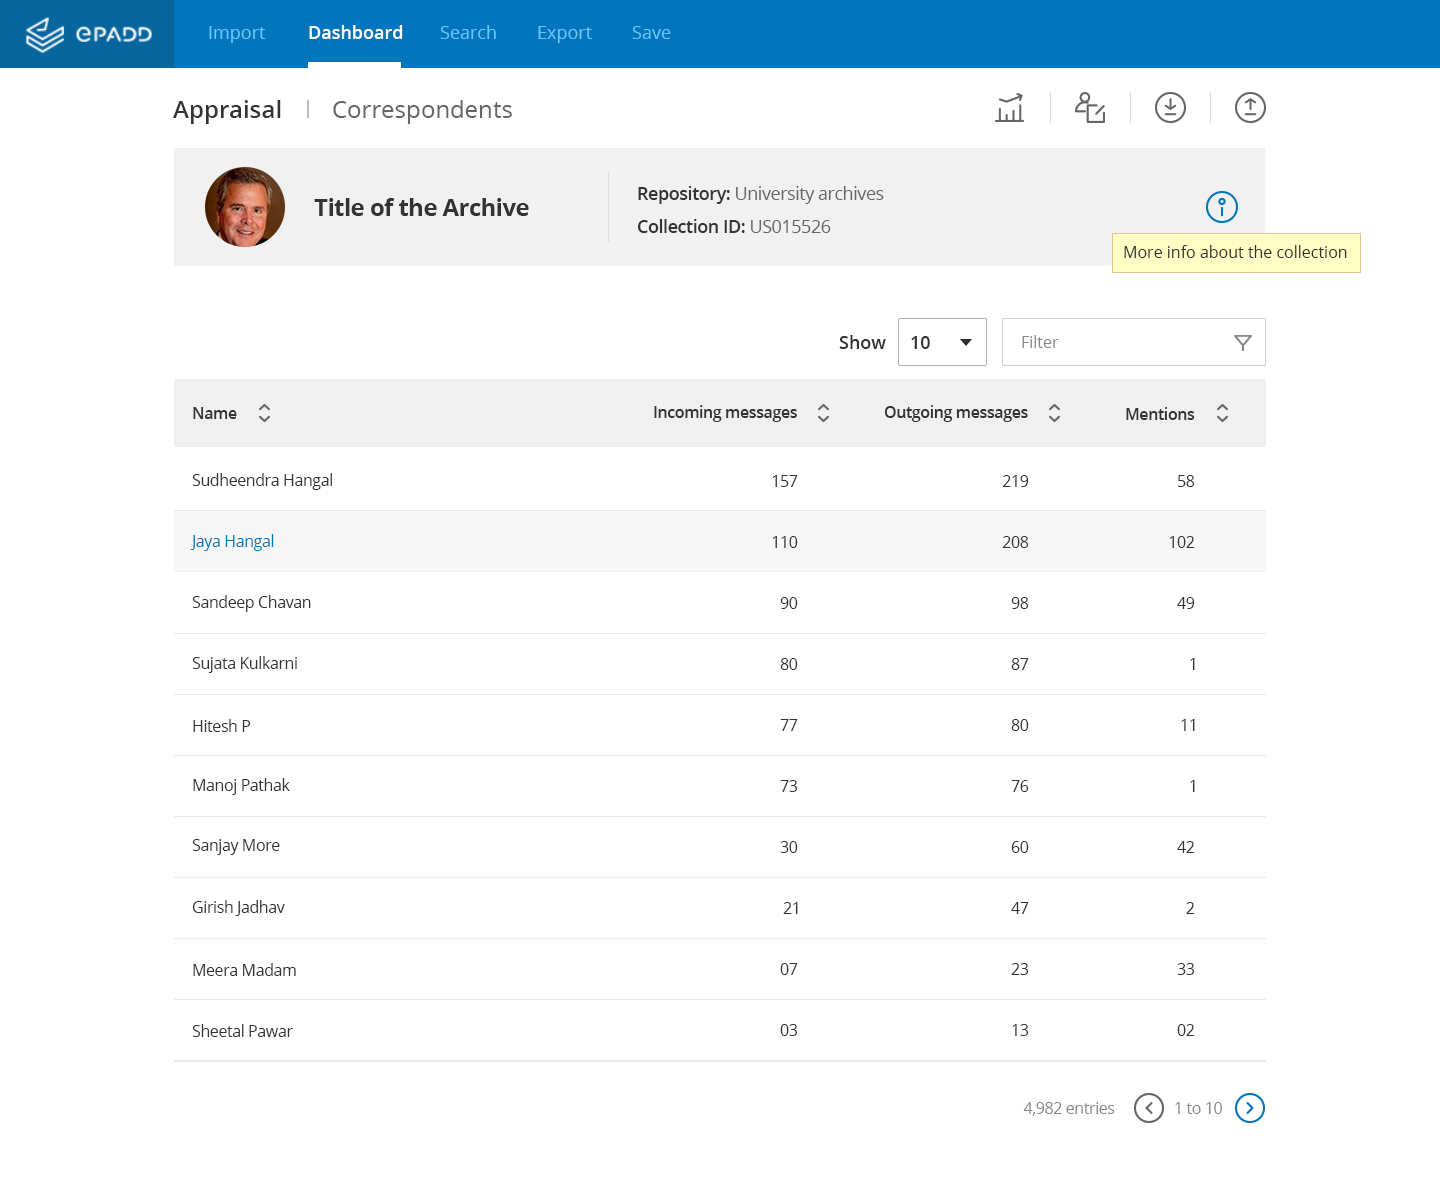 ePADD Import Dashboard Search Export Save
Appraisal | Correspondents
Title of the Archive
Repository: University archives
Collection ID: US015526
More info about the collection
Show 10 Filter
Name Incoming messages Outgoing messages Mentions
Sudheendra Hangal 157 219 58
Jaya Hangal 110 208 102
Sandeep Chavan 90 98 49
Sujata Kulkarni 80 87 1
Hitesh P 77 80 11
Manoj Pathak 73 76 1
Sanjay More 30 60 42
Girish Jadhav 21 47 2
Meera Madam 07 23 33
Sheetal Pawar 03 13 02
4,982 entries 1 to 10